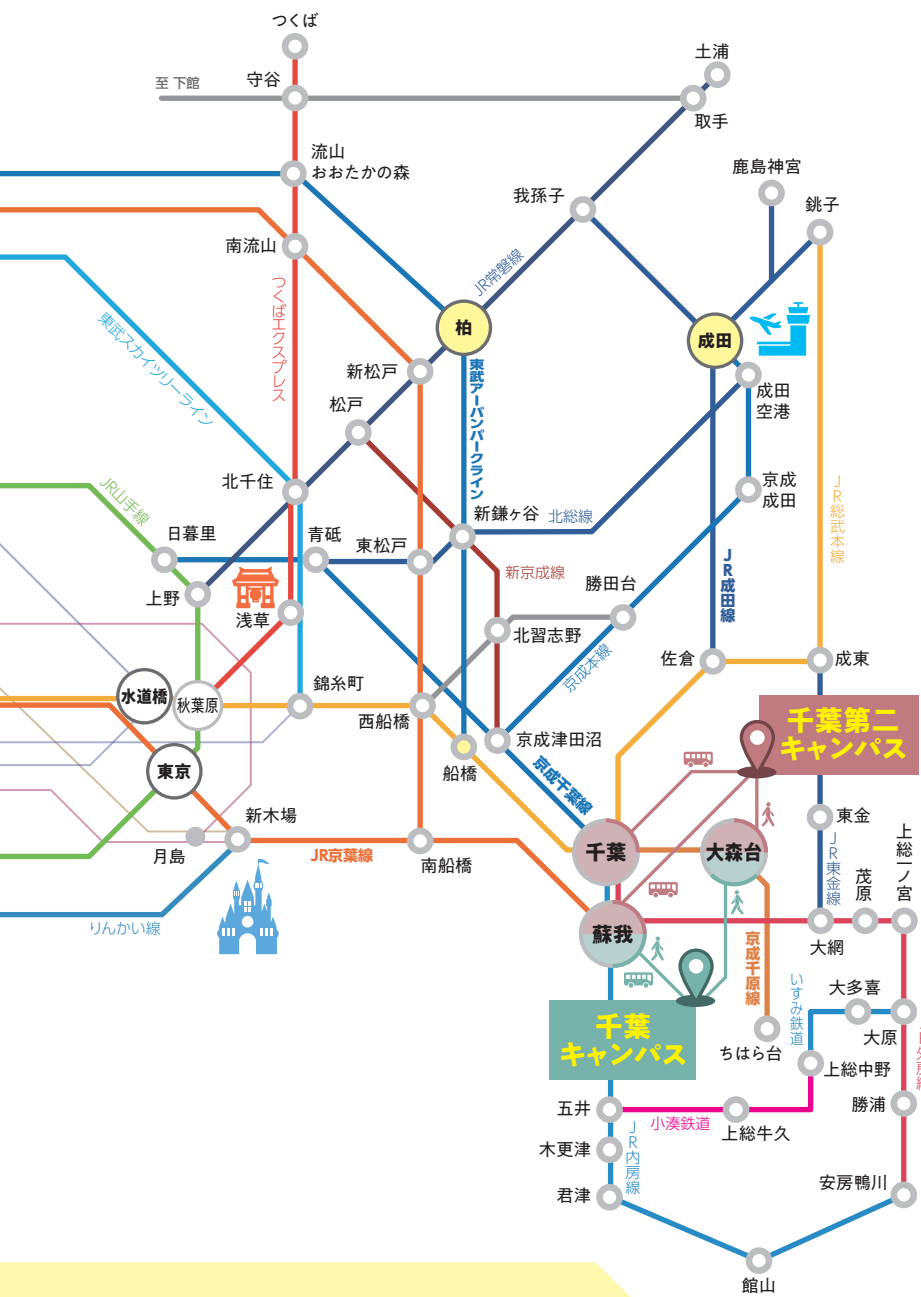 つくば
守谷
至 下館
土浦
取手
流山
おおたかの森
鹿島神宮
我孫子
銚子
南流山
JR常磐線
つくばエクスプレス
東武スカイツリーライン
柏
成田
新松戸
東武アーバンパークライン
成田
空港
松戸
北千住
京成
成田
JR山手線
JR総武本線
新鎌ヶ谷
北総線
日暮里
青砥
東松戸
新京成線
JR成田線
勝田台
上野
浅草
北習志野
京成本線
佐倉
成東
水道橋
秋葉原
錦糸町
西船橋
京成津田沼
千葉第二
キャンパス
東京
船橋
京成千葉線
新木場
月島
JR京葉線
南船橋
千葉
大森台
東金
JR東金線
上総一ノ宮
茂原
りんかい線
蘇我
大網
京成千原線
いすみ鉄道
大多喜
大原
千葉
キャンパス
ちはら台
上総中野
五井
小湊鉄道
上総牛久
勝浦
木更津
JR内房線
君津
安房鴨川
館山